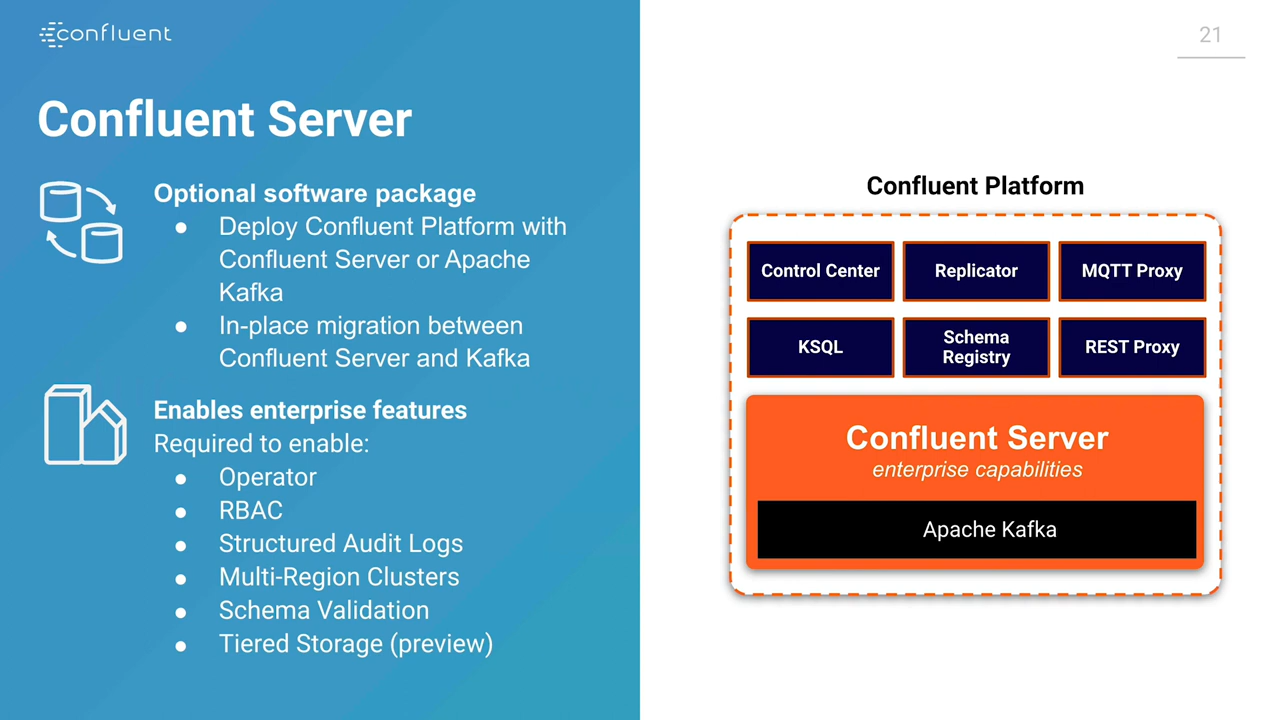 confluent
21
Confluent Server
Optional software package
● Deploy Confluent Platform with
Confluent Server or Apache
Kafka
● In-place migration between
Confluent Server and Kafka
Enables enterprise features
Required to enable:
● Operator
● RBAC
● Structured Audit Logs
● Multi-Region Clusters
● Schema Validation
● Tiered Storage (preview)
Confluent Platform
Control Center
Replicator
MQTT Proxy
KSQL
Schema
Registry
REST Proxy
Confluent Server
enterprise capabilities
Apache Kafka